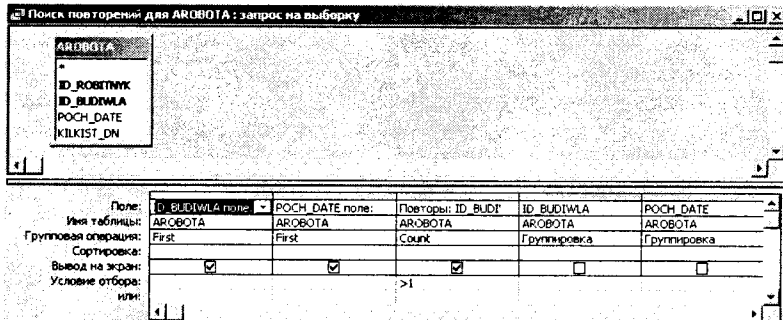 Поиск повторений для AROBOTA : запрос на выборку
AROBOTA
*
ID_ROBITNYK
ID_BUDIWLA
POCH_DATE
KILKIST_DN
Поле: D_BUDIWLA поле: POCH_DATE поле: Повторы: ID_BUDI' ID_BUDIWLA POCH_DATE
Имя таблицы: AROBOTA AROBOTA AROBOTA AROBOTA AROBOTA
Групповая операция: First First Count Группировка Группировка
Сортировка:
Вывод на экран:
Условие отбора: >1
или: